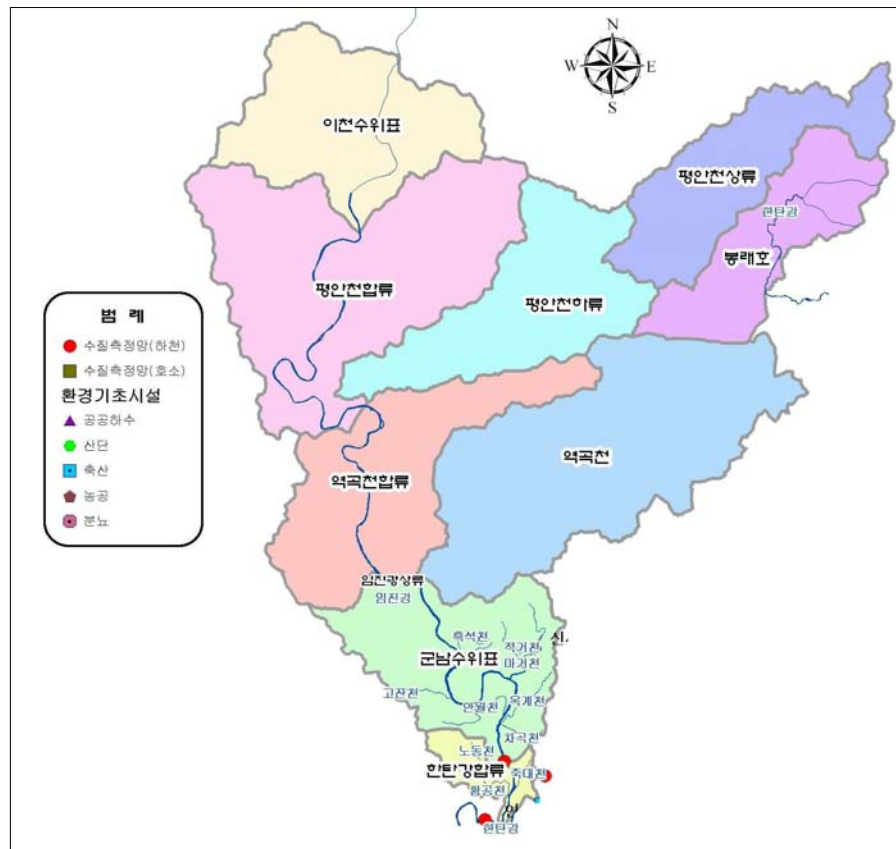 N
W E
S
이천수위표
평안천상류
한탄강
봉래호
평안천합류
평안천하류
범 례
수질측정망(하천)
수질측정망(호소)
환경기초시설
공공하수
산단
축산
농공
분뇨
역곡천
역곡천합류
임진강상류
임진강
흑석천
적거천
신
군남수위표
마거천
고잔천
안월천
옥계천
차곡천
노동천
한탄강합류
죽대천
황공천
한탄강